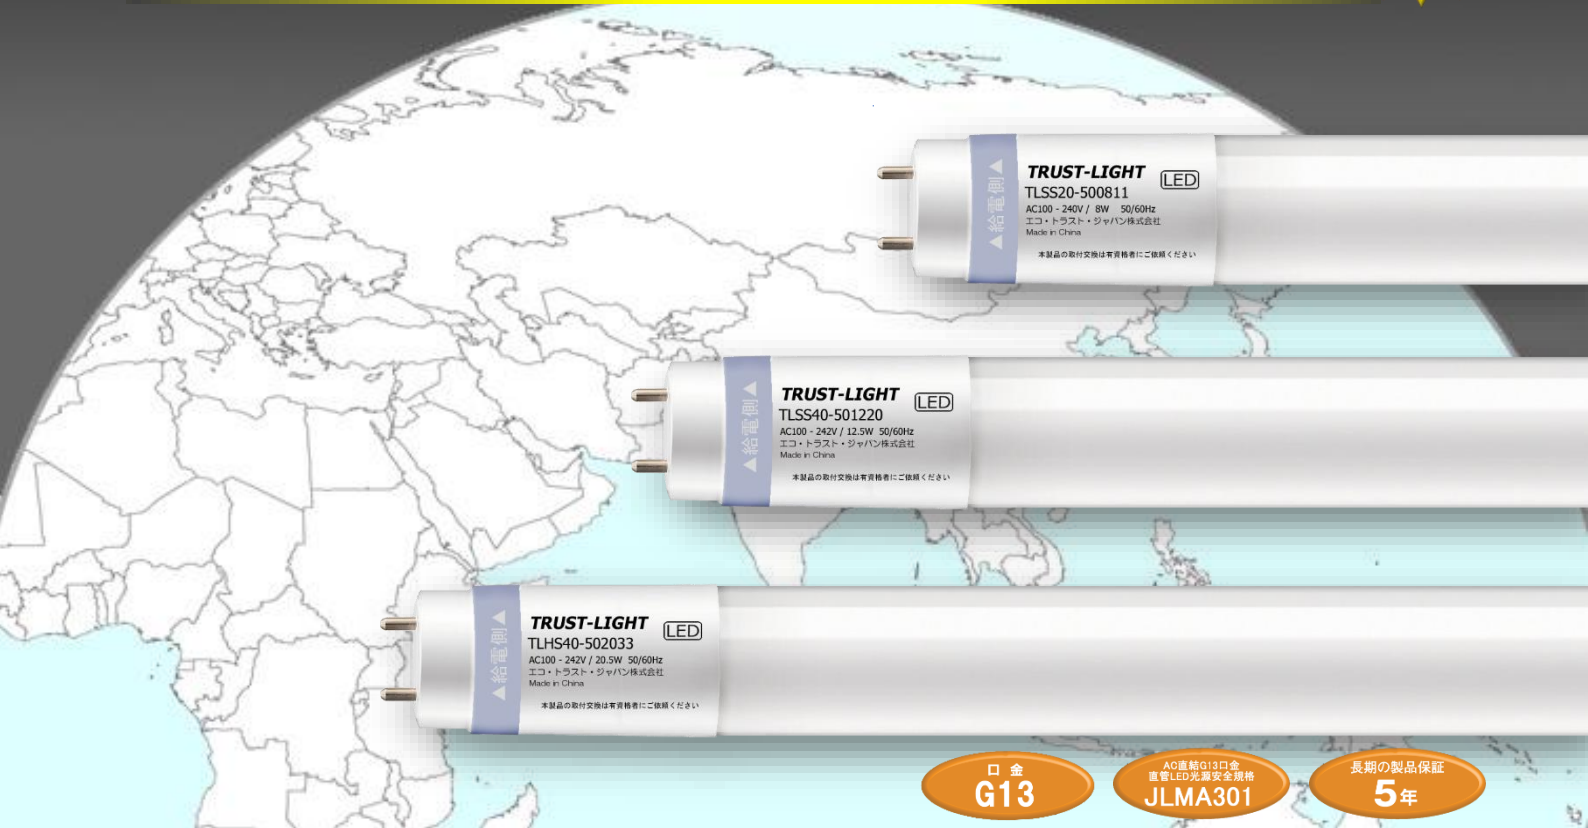 TRUST-LIGHT
LED
TLSS20-500811
AC100 - 240V / 8W 50/60Hz
エコ・トラスト・ジャパン株式会社
Made in China
本製品の取付交換は有資格者にご依頼ください
▲給電側▲
TRUST-LIGHT
LED
TLSS40-501220
AC100 - 242V / 12.5W 50/60Hz
エコ・トラスト・ジャパン株式会社
Made in China
本製品の取付交換は有資格者にご依頼ください
▲給電側▲
TRUST-LIGHT
LED
TLHS40-502033
AC100 - 242V / 20.5W 50/60Hz
エコ・トラスト・ジャパン株式会社
Made in China
本製品の取付交換は有資格者にご依頼ください
▲給電側▲
口金
G13
AC直結G13口金
直管LED光源安全規格
JLMA301
長期の製品保証
5年